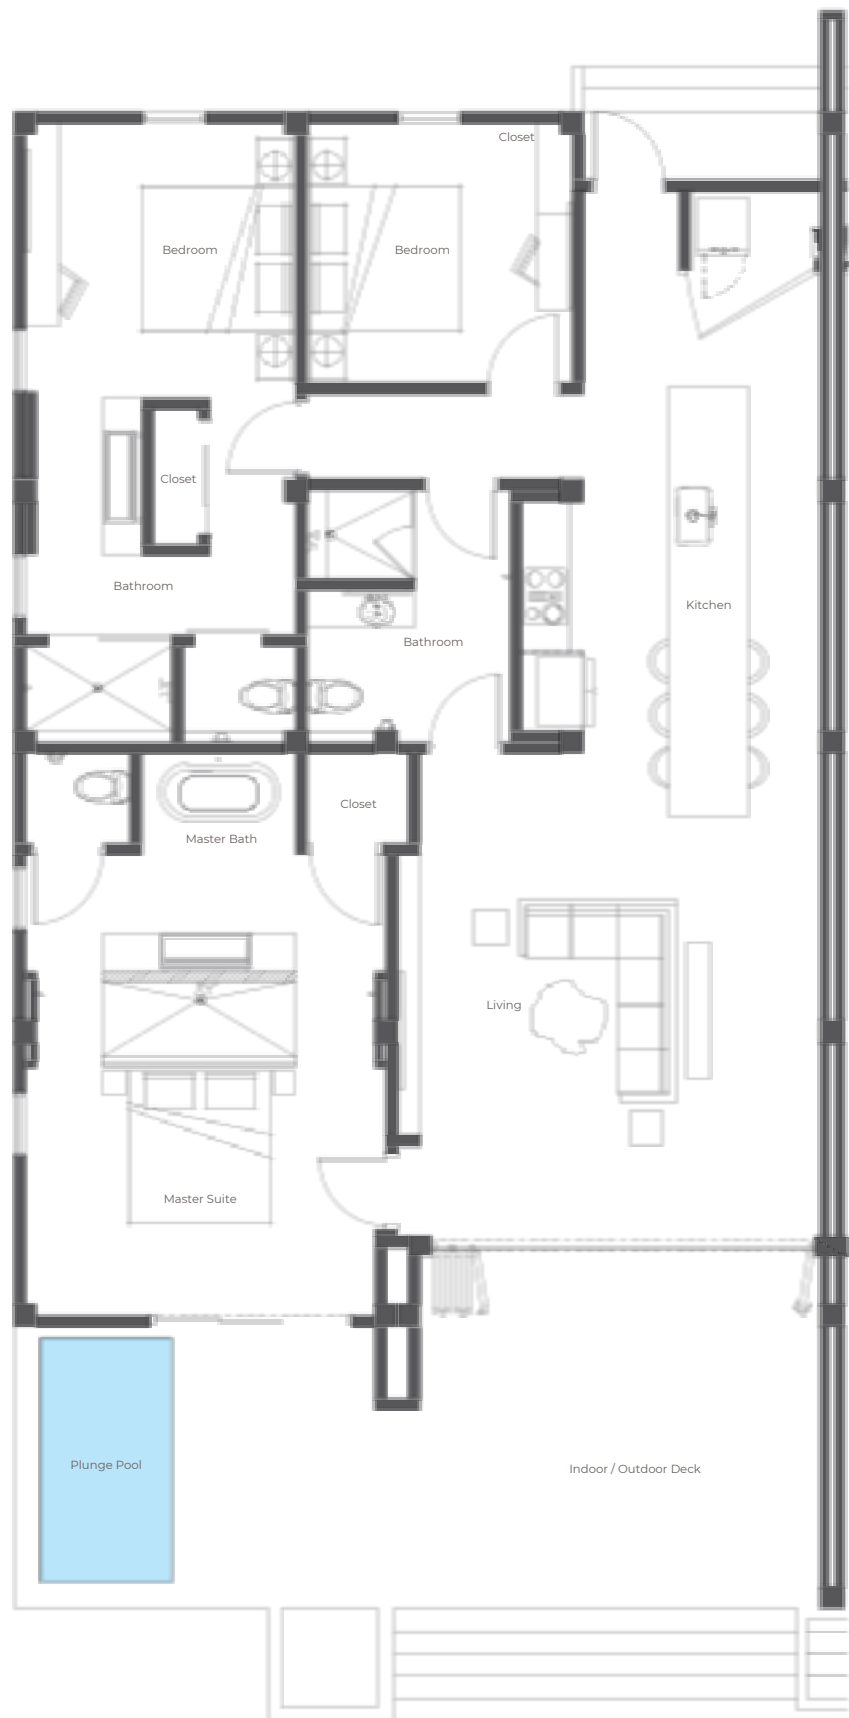 Closet
Bedroom
Bedroom
Closet
Bathroom
Kitchen
Bathroom
Closet
Master Bath
Living
Master Suite
Plunge Pool
Indoor / Outdoor Deck